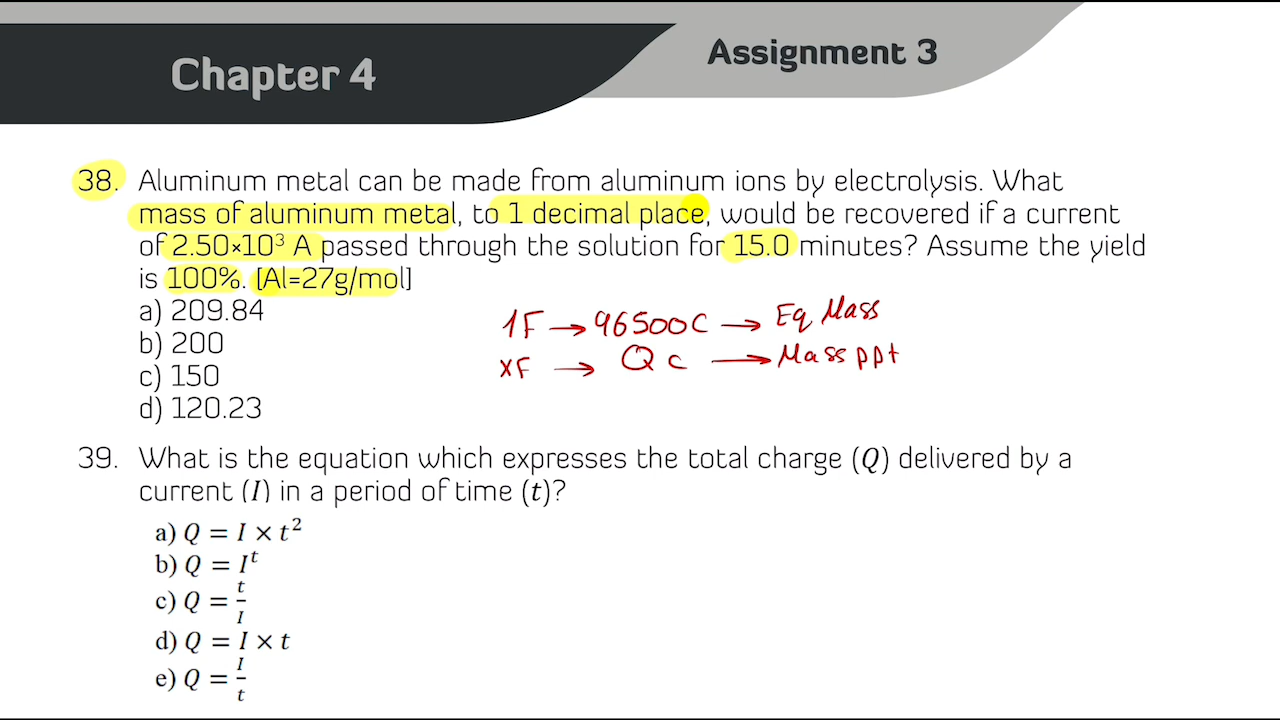 Chapter 4
Assignment 3
38. Aluminum metal can be made from aluminum ions by electrolysis. What
mass of aluminum metal, to 1 decimal place, would be recovered if a current
of 2.50×10³ A passed through the solution for 15.0 minutes? Assume the yield
is 100%. [Al=27g/mol]
a) 209.84
b) 200
c) 150
d) 120.23
1F → 96500C → Eq Mass
xF → Q C → Mass ppt
39. What is the equation which expresses the total charge (Q) delivered by a
current (I) in a period of time (t)?
a) Q = I × t²
b) Q = Iᵗ
c) Q = t/I
d) Q = I × t
e) Q = I/t